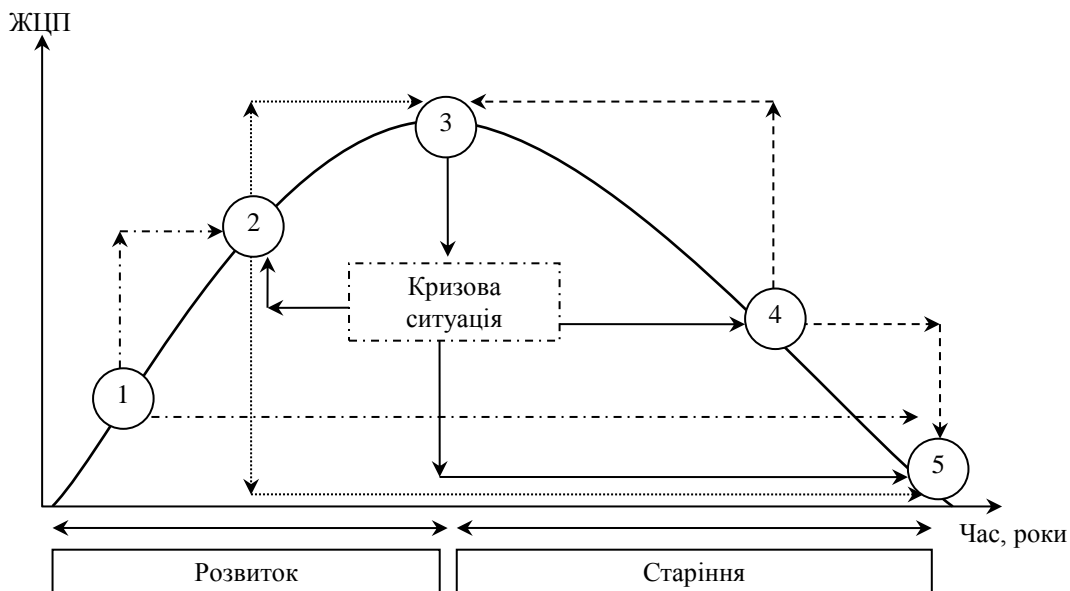 ЖЦП
3
2
Кризова
ситуація
4
1
5
Час, роки
Розвиток
Старіння